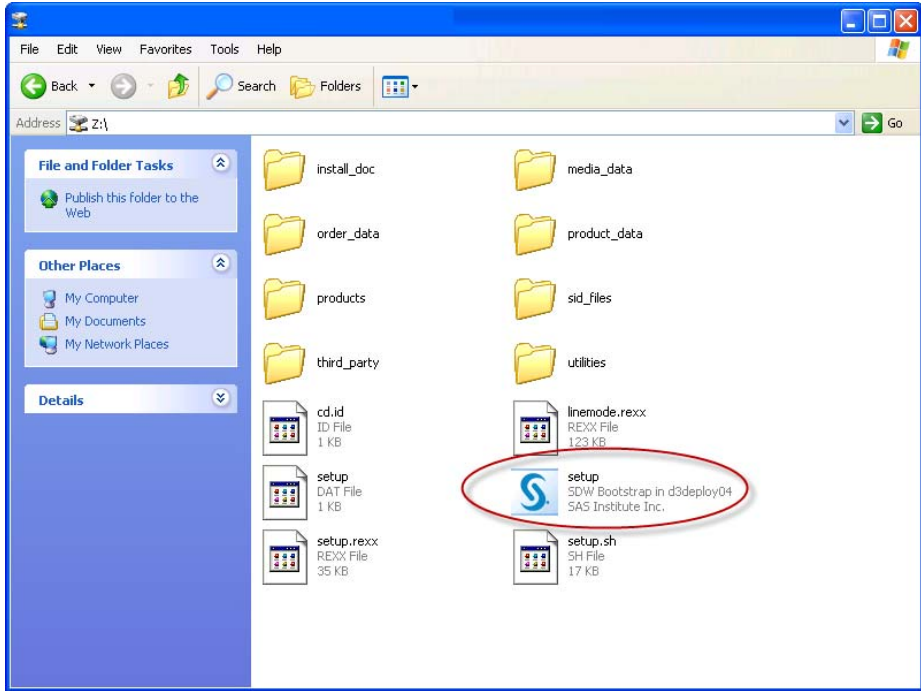 File Edit View Favorites Tools Help
Back Search Folders
Address Z:\ Go
File and Folder Tasks
Publish this folder to the
Web
Other Places
My Computer
My Documents
My Network Places
Details
install_doc
media_data
order_data
product_data
products
sid_files
third_party
utilities
cd.id
ID File
1 KB
linemode.rexx
REXX File
123 KB
setup
DAT File
1 KB
S.
setup
SDW Bootstrap in d3deploy04
SAS Institute Inc.
setup.rexx
REXX File
35 KB
setup.sh
SH File
17 KB